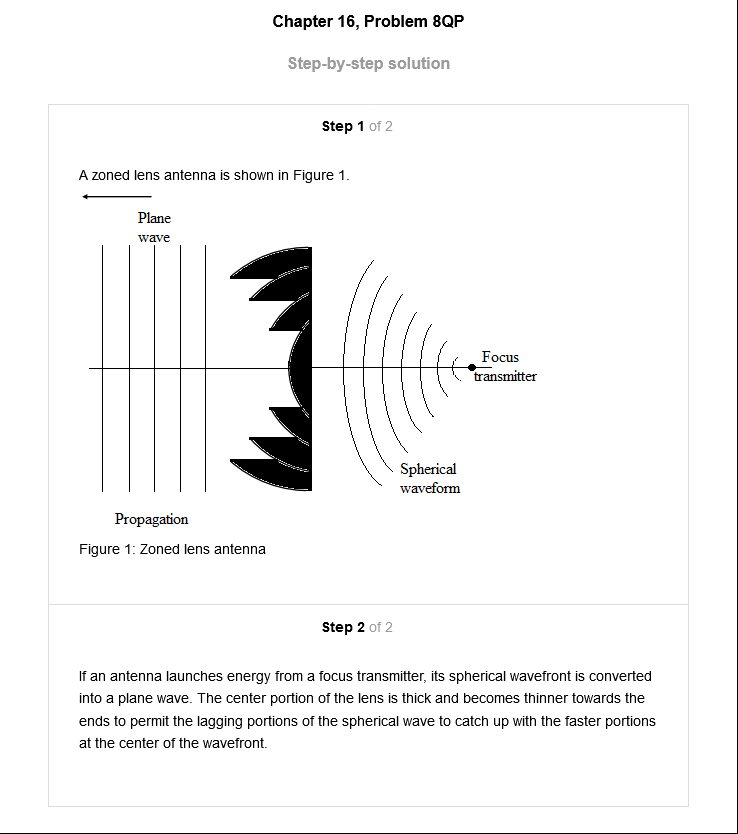 Chapter 16, Problem 8QP
Step-by-step solution
Step 1 of 2
A zoned lens antenna is shown in Figure 1.
Plane
wave
Focus
transmitter
Spherical
waveform
Propagation
Figure 1: Zoned lens antenna
Step 2 of 2
If an antenna launches energy from a focus transmitter, its spherical wavefront is converted
into a plane wave. The center portion of the lens is thick and becomes thinner towards the
ends to permit the lagging portions of the spherical wave to catch up with the faster portions
at the center of the wavefront.